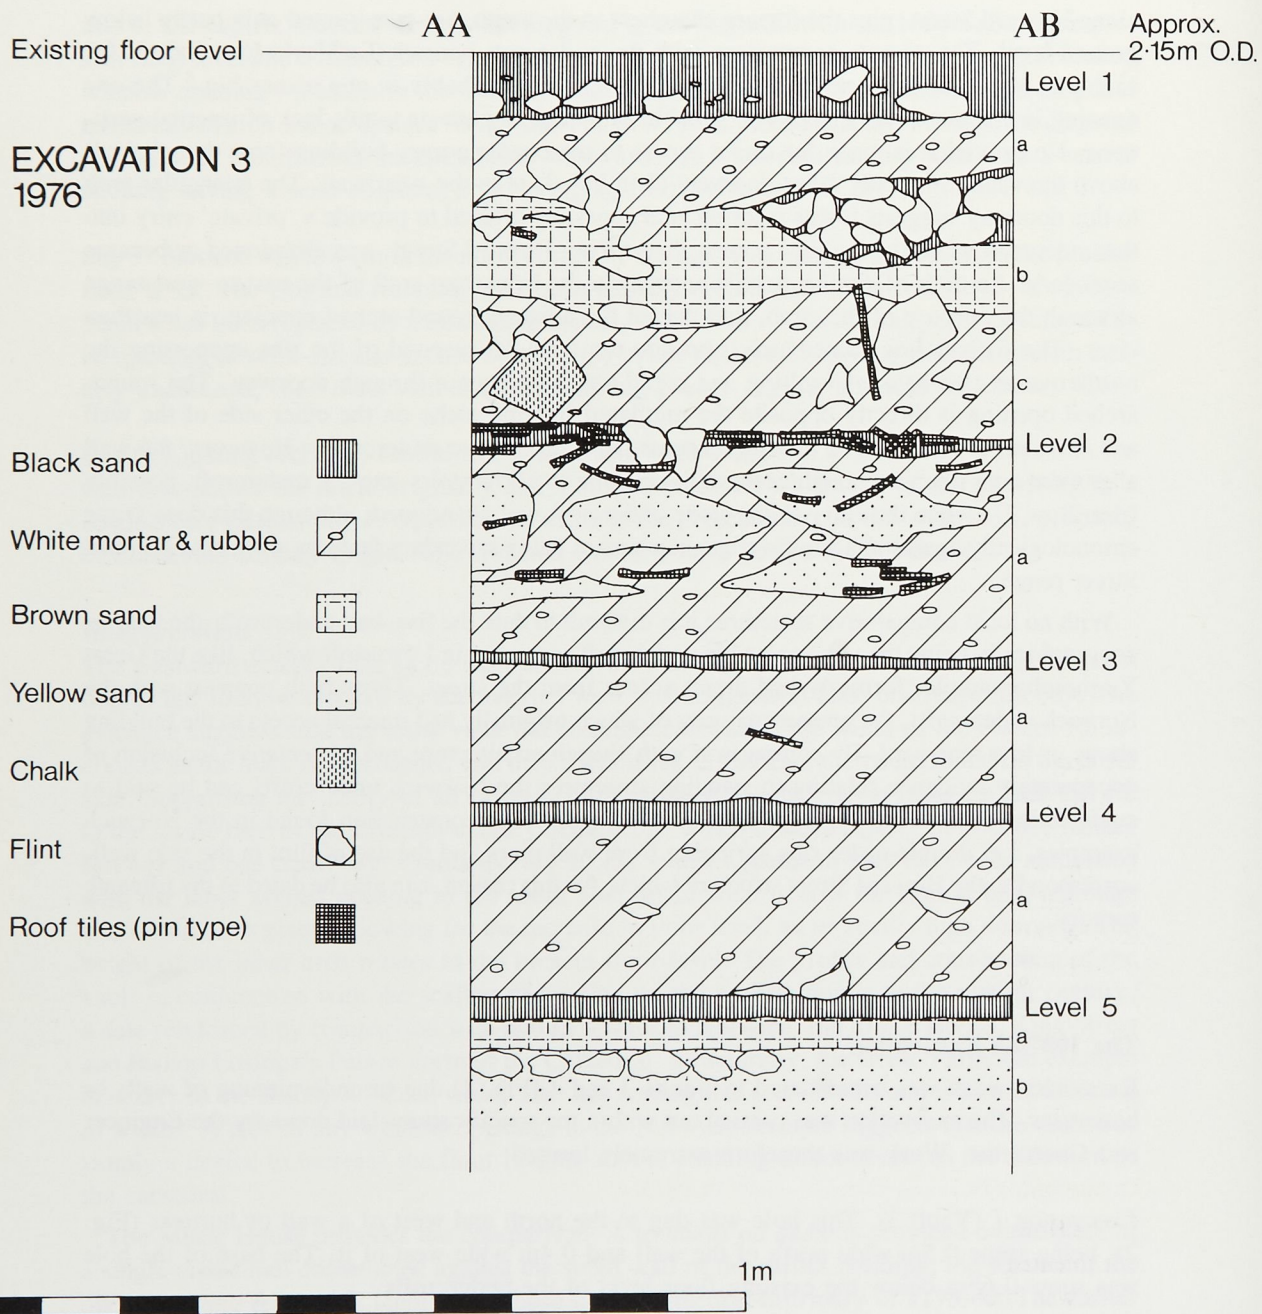 AA AB Approx.
Existing floor level 2·15m O.D.
Level 1
EXCAVATION 3
1976
a
b
c
Level 2
Black sand
White mortar & rubble
a
Brown sand
Level 3
Yellow sand
a
Chalk
Level 4
Flint
a
Roof tiles (pin type)
Level 5
a
b
1m